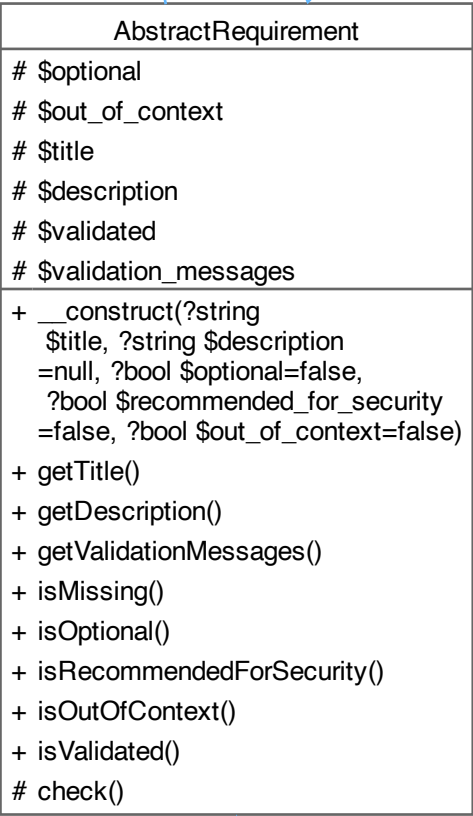 AbstractRequirement
# $optional
# $out_of_context
# $title
# $description
# $validated
# $validation_messages
+ __construct(?string
$title, ?string $description
=null, ?bool $optional=false,
?bool $recommended_for_security
=false, ?bool $out_of_context=false)
+ getTitle()
+ getDescription()
+ getValidationMessages()
+ isMissing()
+ isOptional()
+ isRecommendedForSecurity()
+ isOutOfContext()
+ isValidated()
# check()